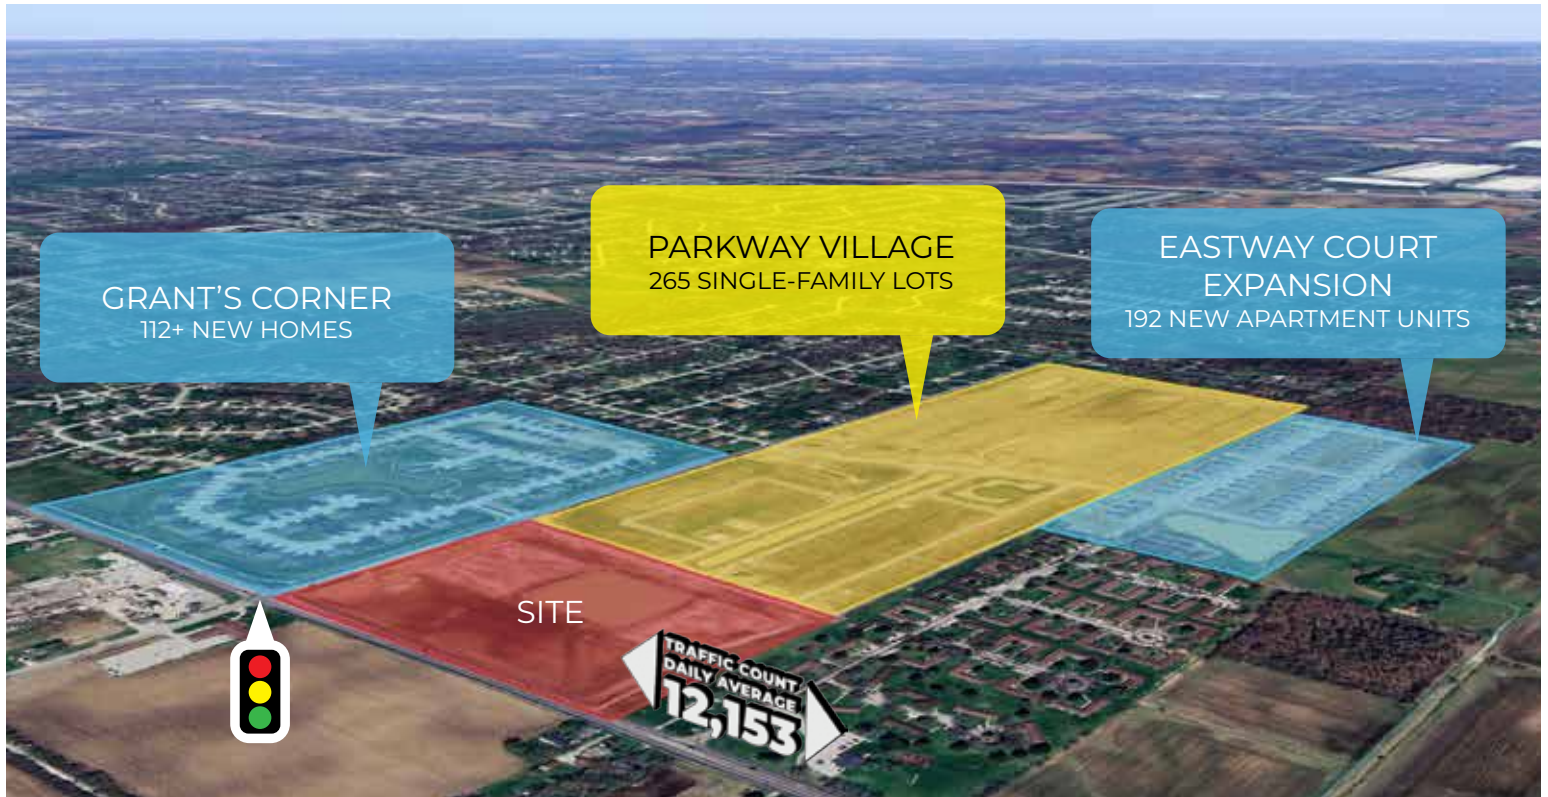 GRANT'S CORNER
112+ NEW HOMES
PARKWAY VILLAGE
265 SINGLE-FAMILY LOTS
EASTWAY COURT
EXPANSION
192 NEW APARTMENT UNITS
SITE
TRAFFIC COUNT
DAILY AVERAGE
12,153